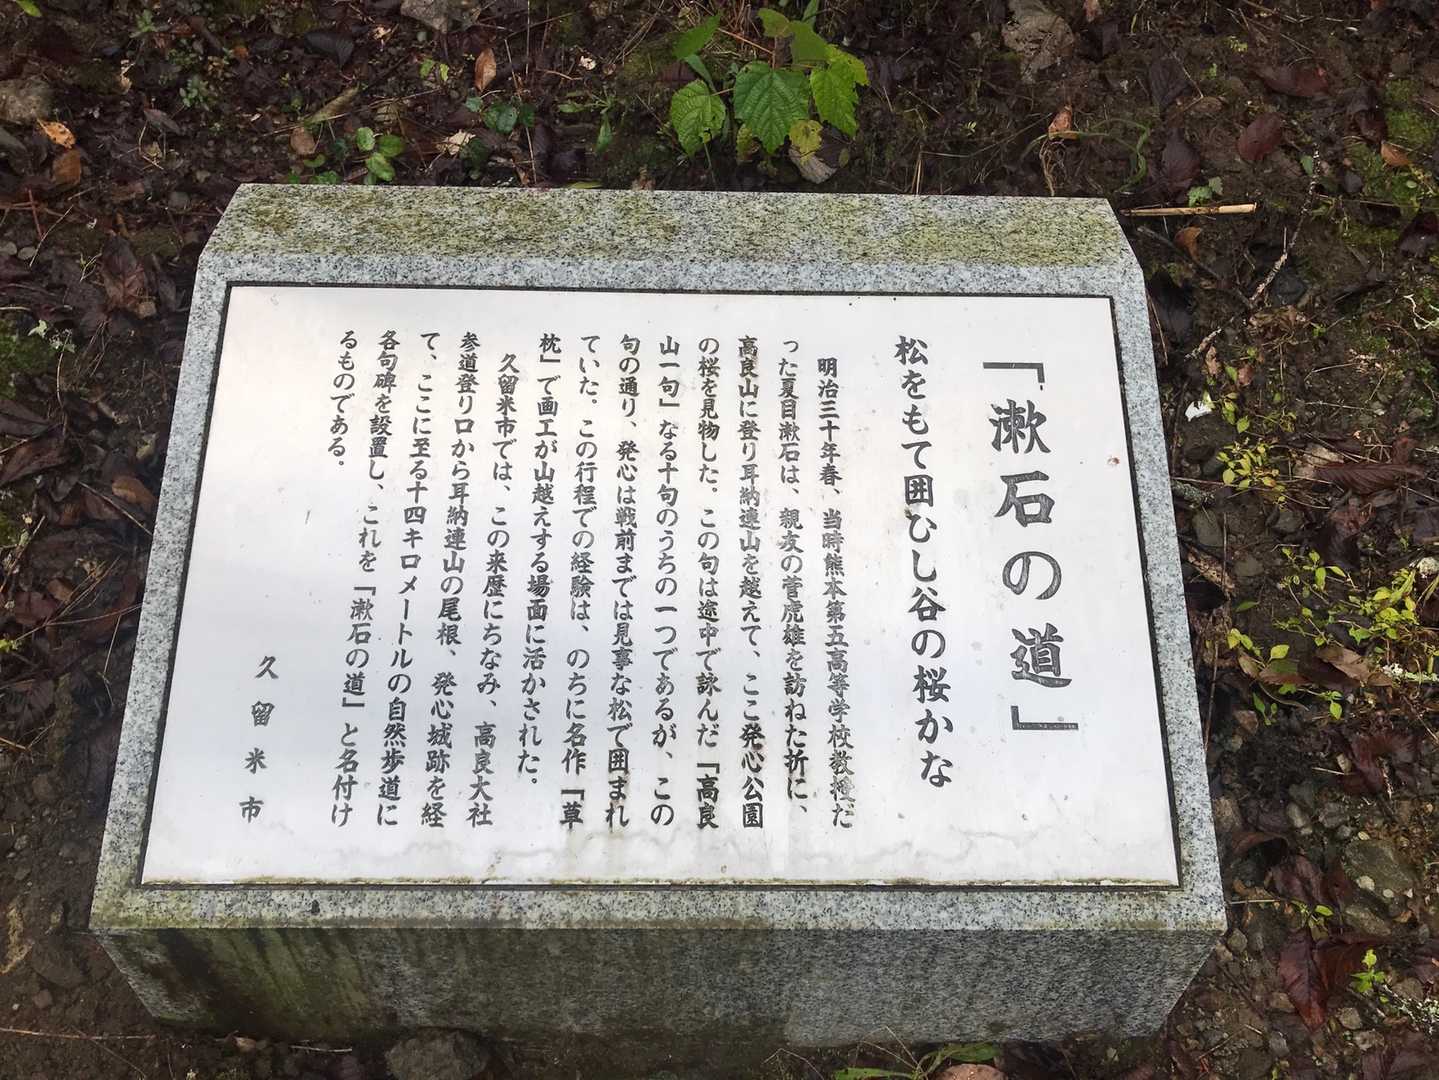 「漱石の道」
松をもて囲むし谷の桜かな
明治三十年春、当時熊本第五高等学校教授だ
った夏目漱石は、親友の菅虎雄を訪ねた折に、
高良山に登り耳納連山を越えて、ここ発心公園
の桜を見物した。この句は途中で詠んだ「高良
山一句」なる十句のうちの一つであるが、この
句の通り、発心は戦前までは見事な松で囲まれ
ていた。この行程での経験は、のちに名作「草
枕」で画工が山越えする場面に活かされた。
久留米市では、この来歴にちなみ、高良大社
参道登り口から耳納連山の尾根、発心城跡を経
て、ここに至る十四キロメートルの自然歩道に
各句碑を設置し、これを「漱石の道」と名付け
るものである。
久留米市